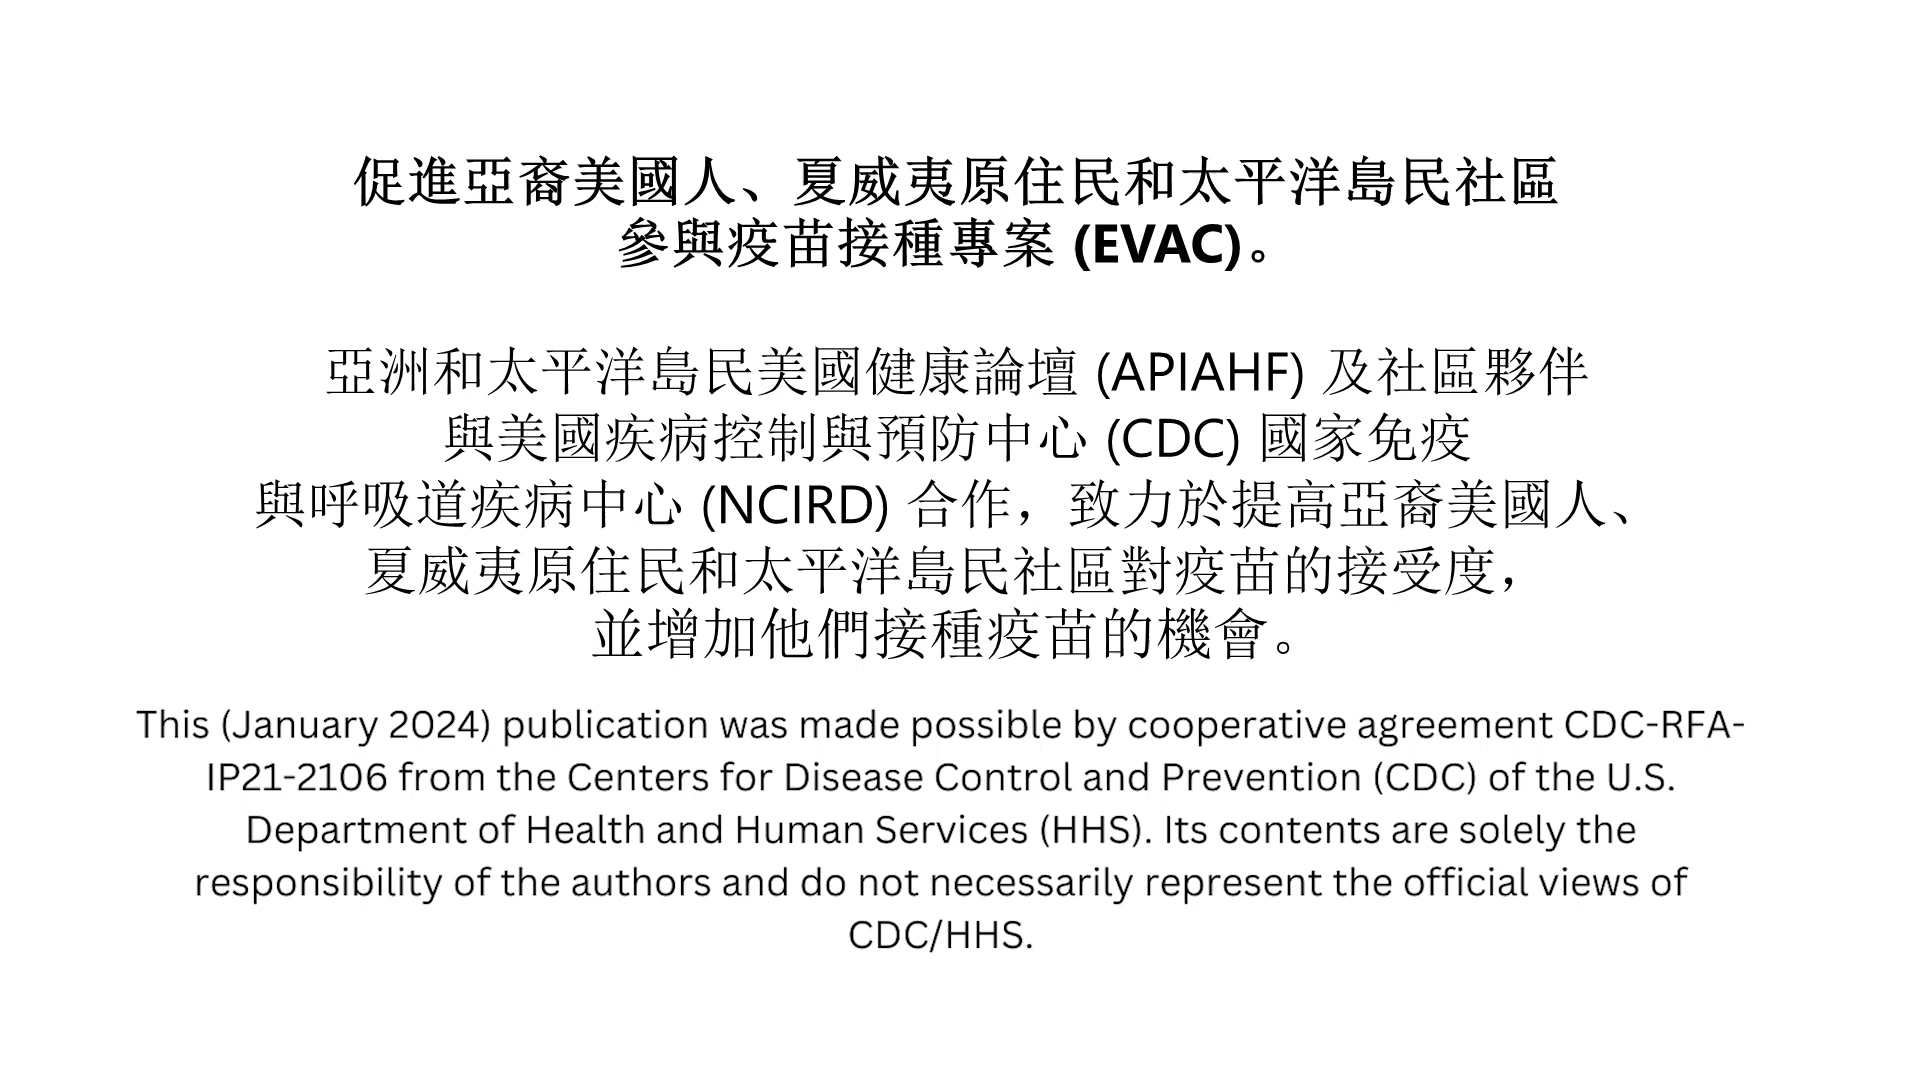 促進亞裔美國人、夏威夷原住民和太平洋島民社區
參與疫苗接種專案 (EVAC)。
亞洲和太平洋島民美國健康論壇 (APIAHF) 及社區夥伴
與美國疾病控制與預防中心 (CDC) 國家免疫
與呼吸道疾病中心 (NCIRD) 合作，致力於提高亞裔美國人、
夏威夷原住民和太平洋島民社區對疫苗的接受度，
並增加他們接種疫苗的機會。
This (January 2024) publication was made possible by cooperative agreement CDC-RFA-
IP21-2106 from the Centers for Disease Control and Prevention (CDC) of the U.S.
Department of Health and Human Services (HHS). Its contents are solely the
responsibility of the authors and do not necessarily represent the official views of
CDC/HHS.